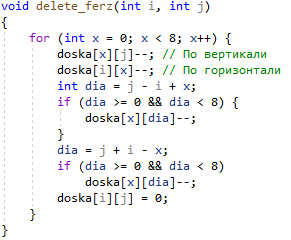 void delete_ferz(int i, int j)
{
    for (int x = 0; x < 8; x++) {
        doska[x][j]--; // По вертикали
        doska[i][x]--; // По горизонтали
        int dia = j - i + x;
        if (dia >= 0 && dia < 8) {
            doska[x][dia]--;
        }
        dia = j + i - x;
        if (dia >= 0 && dia < 8)
            doska[x][dia]--;
        doska[i][j] = 0;
    }
}